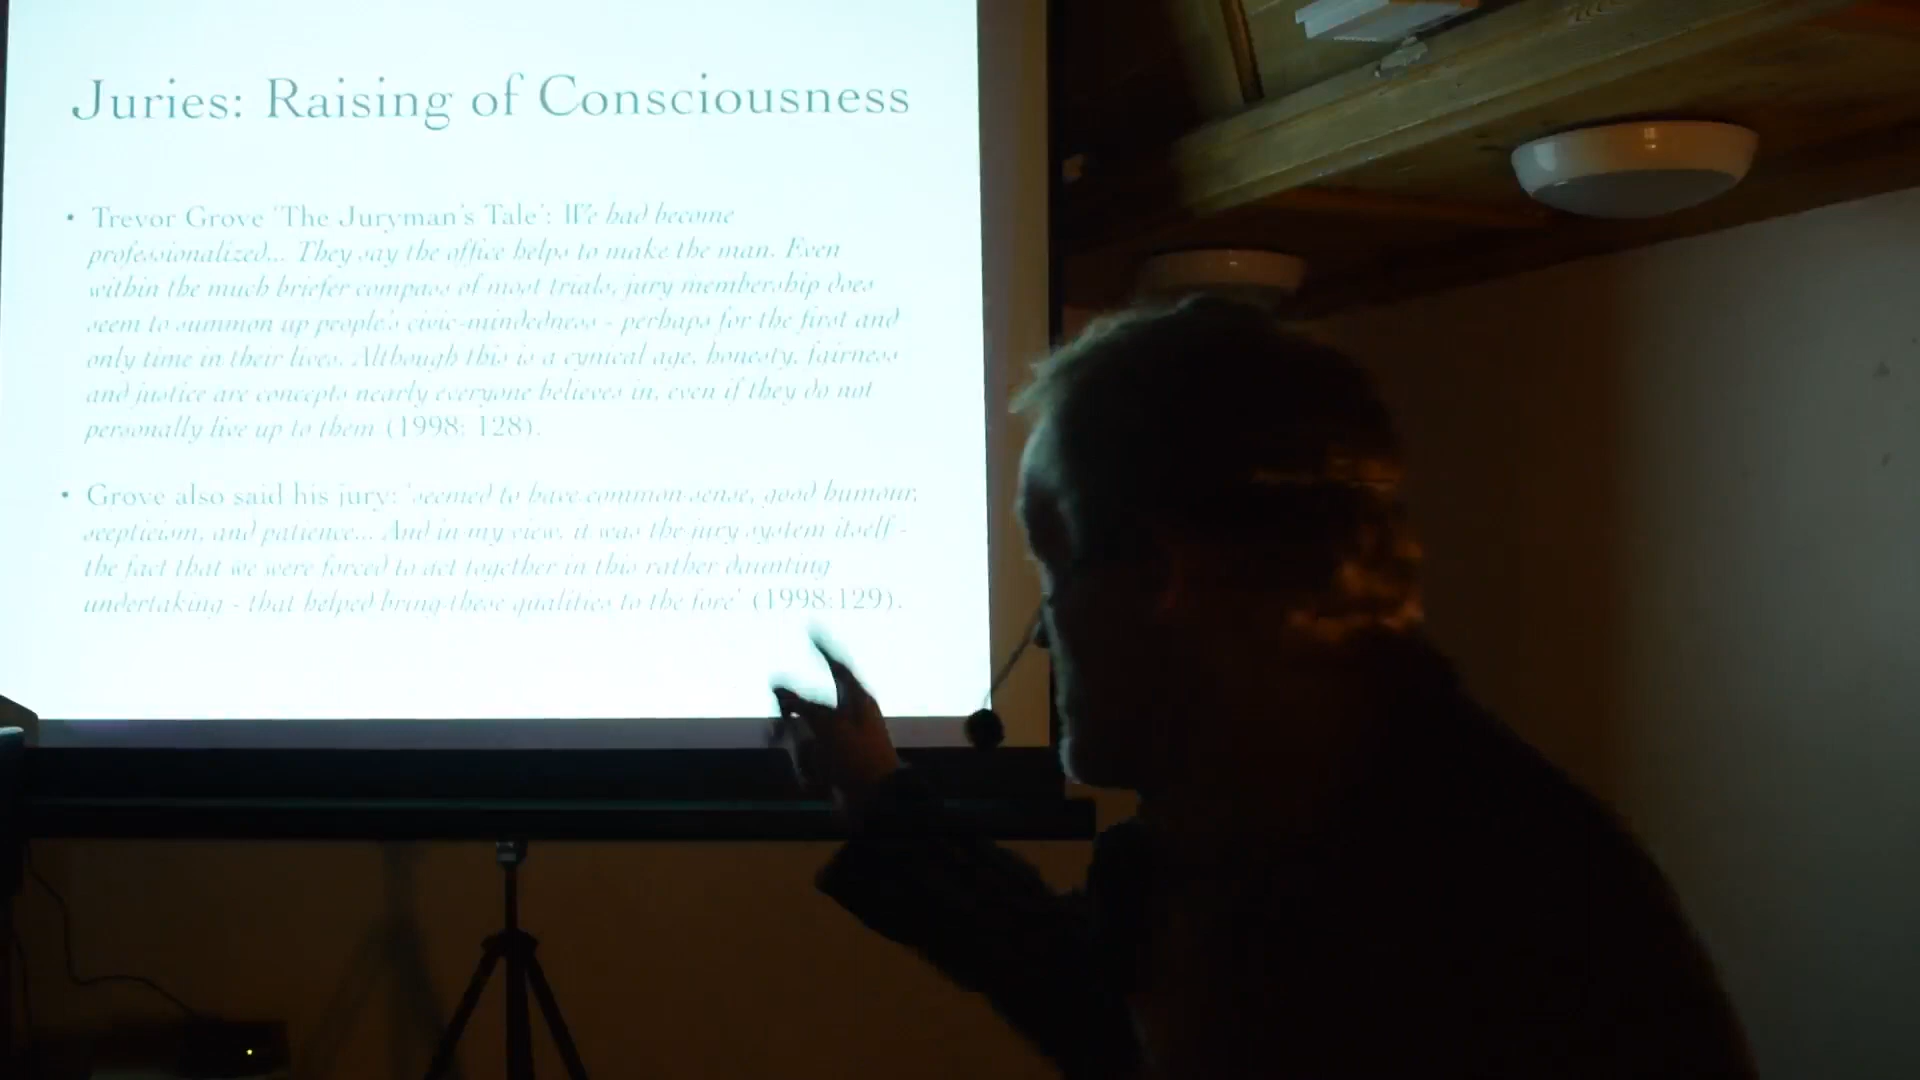 Juries: Raising of Consciousness
• Trevor Grove 'The Juryman's Tale': We had become
professionalized... They say the office helps to make the man. Even
within the much briefer compass of most trials, jury membership does
seem to summon up people's civic-mindedness - perhaps for the first and
only time in their lives. Although this is a cynical age, honesty, fairness
and justice are concepts nearly everyone believes in, even if they do not
personally live up to them (1998: 128).
• Grove also said his jury: 'seemed to have common-sense, good humour,
scepticism, and patience... And in my view, it was the jury system itself -
the fact that we were forced to act together in this rather daunting
undertaking - that helped bring these qualities to the fore' (1998:129).